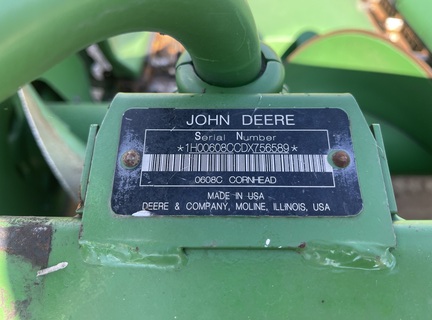 JOHN DEERE
Serial Number
*1H00608CCDX756589*
0608C CORNHEAD
MADE IN USA
DEERE & COMPANY, MOLINE, ILLINOIS, USA